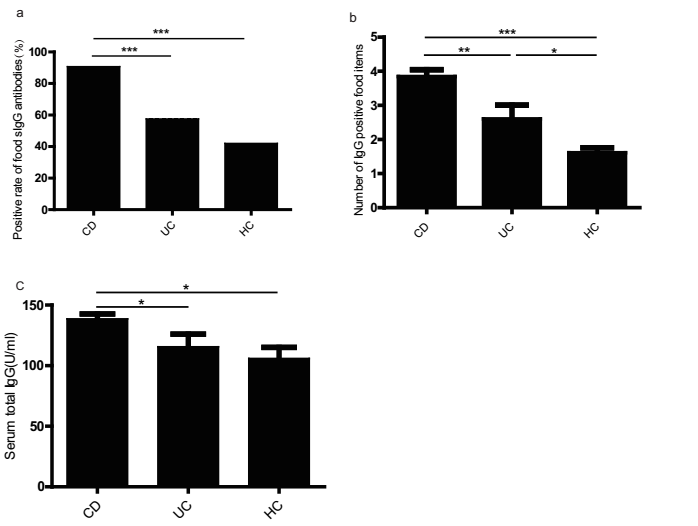 a
***
***
Positive rate of food sIgG antibodies(%)
100
80
60
40
20
0
CD
UC
HC
b
***
**
*
Number of IgG positive food items
5
4
3
2
1
0
CD
UC
HC
C
*
*
Serum total IgG(U/ml)
150
100
50
0
CD
UC
HC